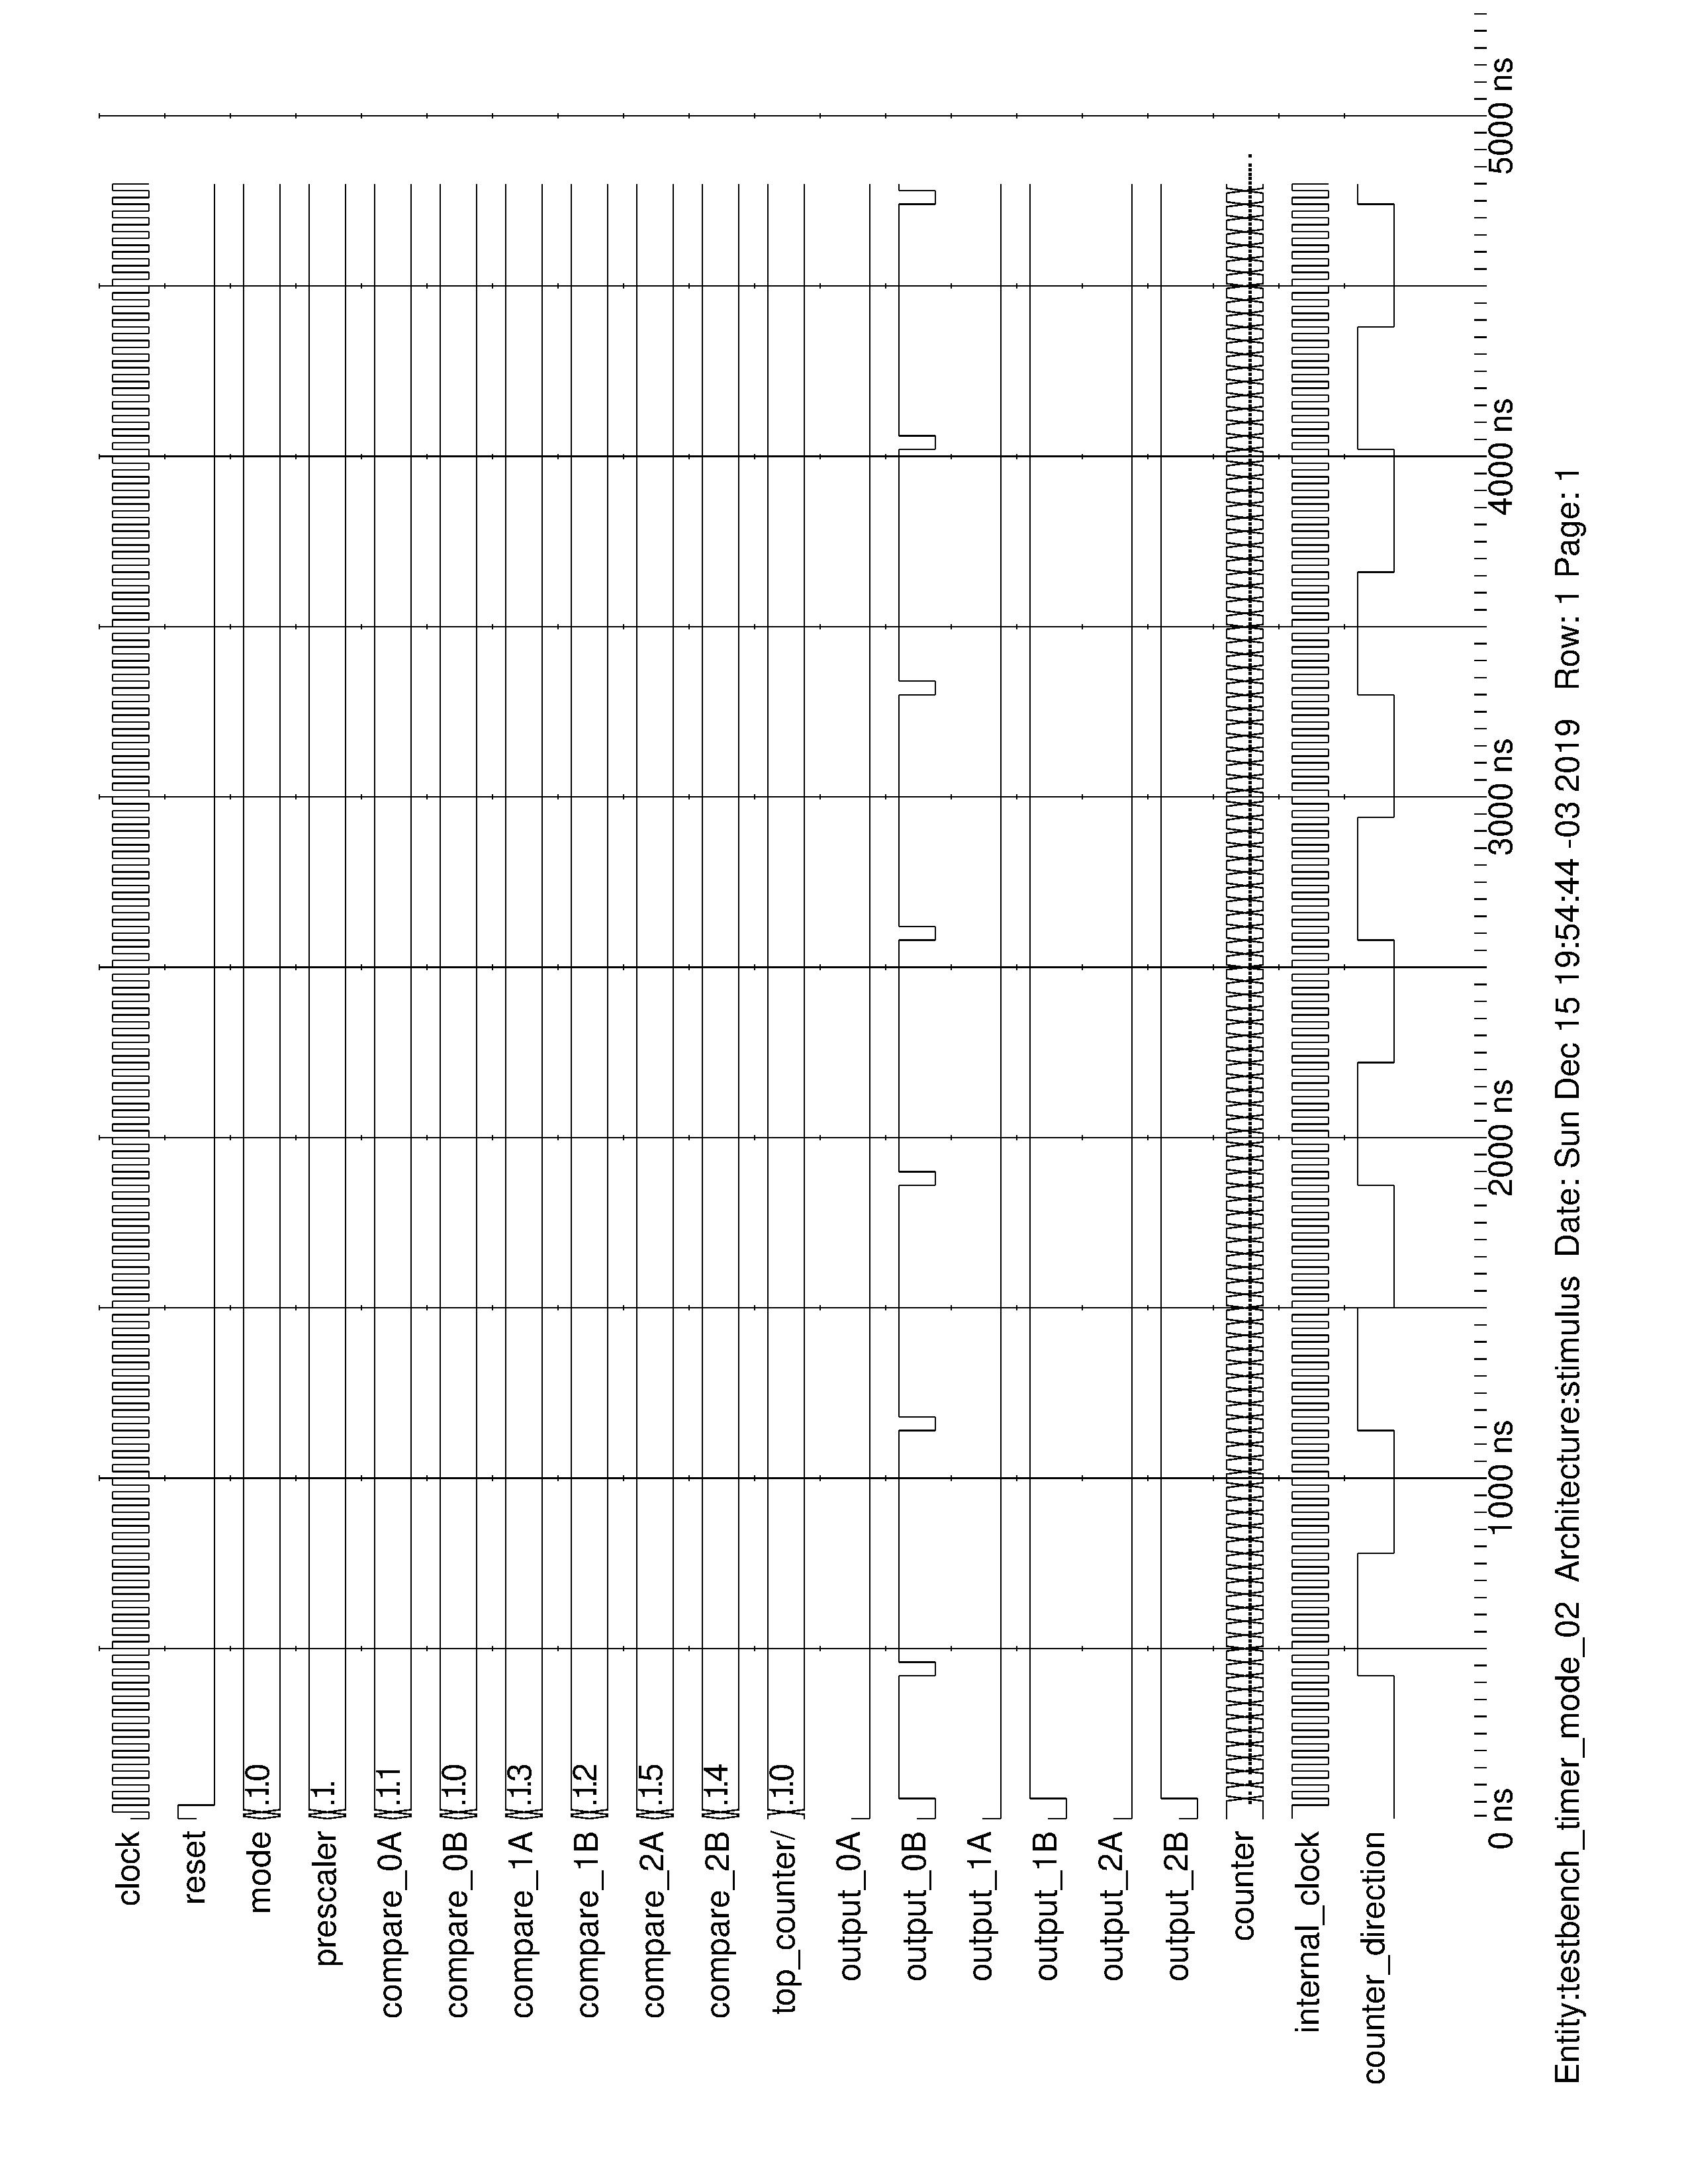 clock
reset
mode .1.0
prescaler .1.
compare_0A .1.1
compare_0B .1.0
compare_1A .1.3
compare_1B .1.2
compare_2A .1.5
compare_2B .1.4
top_counter/ .1.0
output_0A
output_0B
output_1A
output_1B
output_2A
output_2B
counter
internal_clock
counter_direction
0 ns 1000 ns 2000 ns 3000 ns 4000 ns 5000 ns
Entity:testbench_timer_mode_02 Architecture:stimulus Date: Sun Dec 15 19:54:44 -03 2019 Row: 1 Page: 1